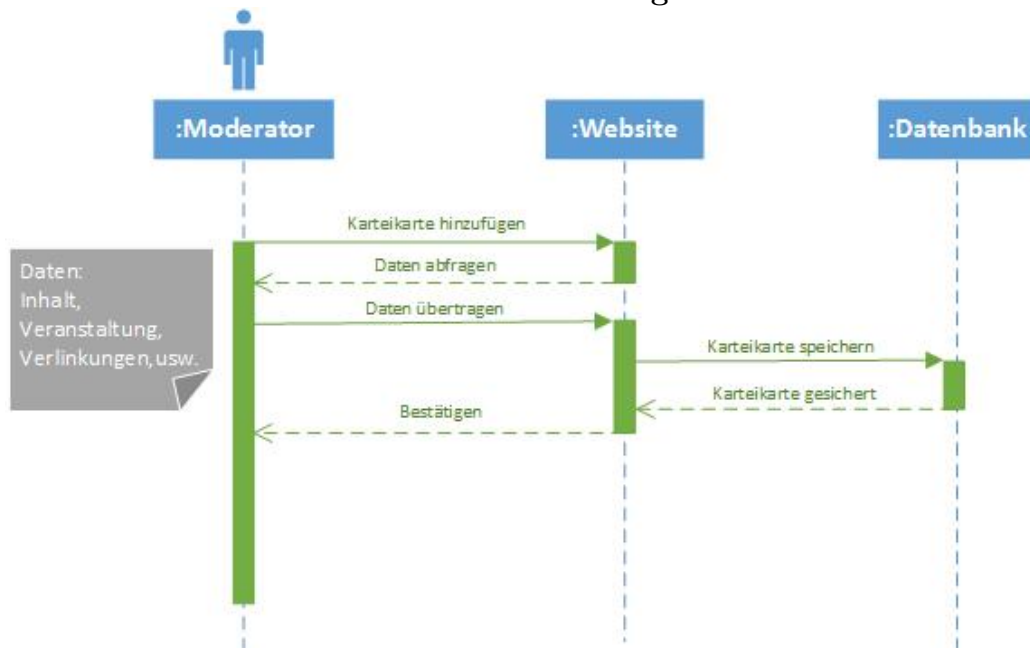 :Moderator
:Website
:Datenbank
Karteikarte hinzufügen
Daten abfragen
Daten:
Inhalt,
Veranstaltung,
Verlinkungen,usw.
Daten übertragen
Karteikarte speichern
Karteikarte gesichert
Bestätigen